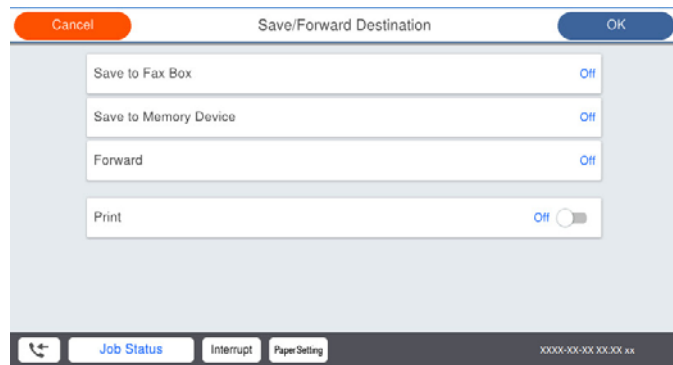 Cancel Save/Forward Destination OK
Save to Fax Box Off
Save to Memory Device Off
Forward Off
Print Off
Job Status Interrupt Paper Setting XXXX-XX-XX XX:XX xx